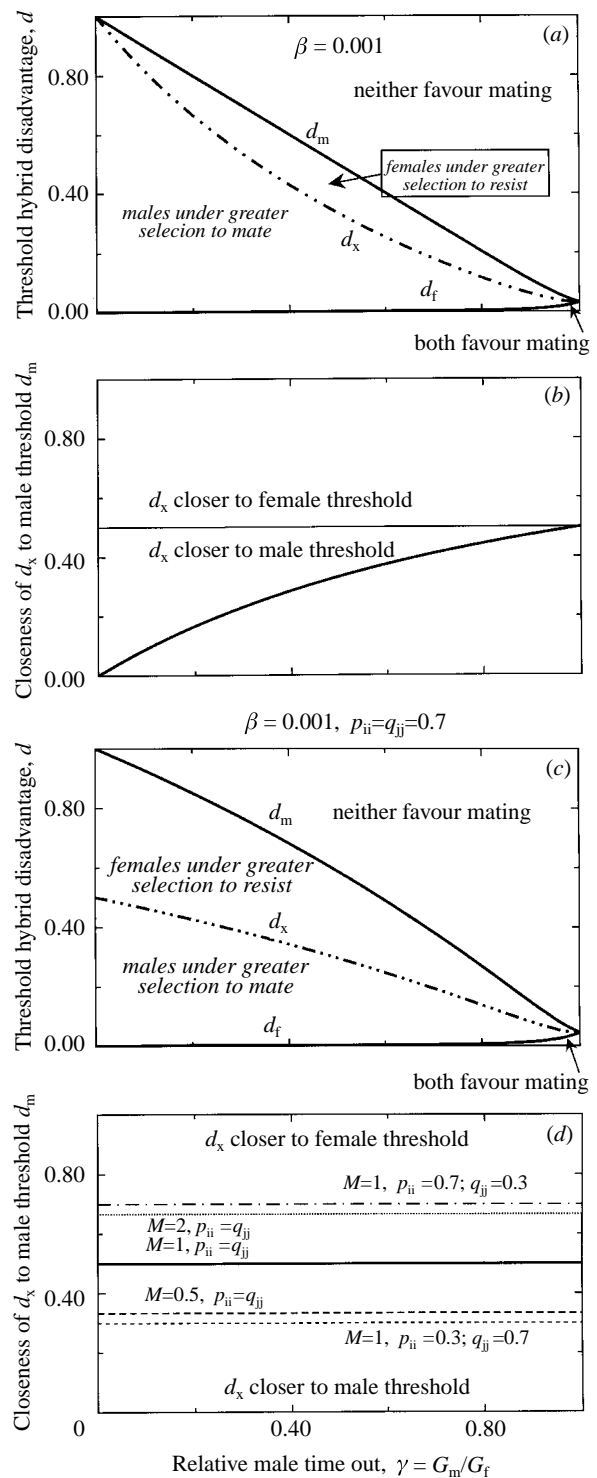 (a)
β = 0.001
neither favour mating
d_m
females under greater
selection to resist
males under greater
selecion to mate
d_x
d_f
both favour mating
0.80
0.40
0.00
Threshold hybrid disadvantage, d
(b)
d_x closer to female threshold
d_x closer to male threshold
0.80
0.40
0.00
Closeness of d_x to male threshold d_m
β = 0.001, p_ii=q_jj=0.7
(c)
d_m
neither favour mating
females under greater
selection to resist
d_x
males under greater
selection to mate
d_f
both favour mating
0.80
0.40
0.00
Threshold hybrid disadvantage, d
(d)
d_x closer to female threshold
M=1, p_ii=0.7; q_jj=0.3
M=2, p_ii=q_jj
M=1, p_ii=q_jj
M=0.5, p_ii=q_jj
M=1, p_ii=0.3; q_jj=0.7
d_x closer to male threshold
0.80
0.40
Closeness of d_x to male threshold d_m
0
0.40
0.80
Relative male time out, γ = G_m/G_f